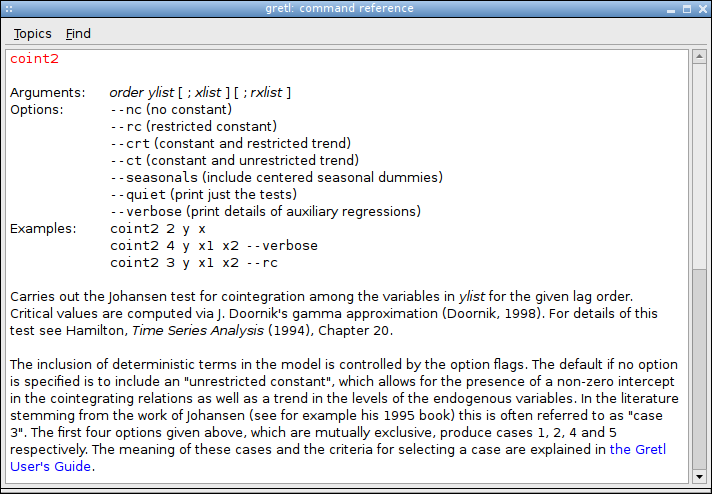 gretl: command reference
Topics Find
coint2
Arguments: order ylist [ ; xlist ] [ ; rxlist ]
Options: --nc (no constant)
--rc (restricted constant)
--crt (constant and restricted trend)
--ct (constant and unrestricted trend)
--seasonals (include centered seasonal dummies)
--quiet (print just the tests)
--verbose (print details of auxiliary regressions)
Examples: coint2 2 y x
coint2 4 y x1 x2 --verbose
coint2 3 y x1 x2 --rc
Carries out the Johansen test for cointegration among the variables in ylist for the given lag order.
Critical values are computed via J. Doornik's gamma approximation (Doornik, 1998). For details of this
test see Hamilton, Time Series Analysis (1994), Chapter 20.
The inclusion of deterministic terms in the model is controlled by the option flags. The default if no option
is specified is to include an "unrestricted constant", which allows for the presence of a non-zero intercept
in the cointegrating relations as well as a trend in the levels of the endogenous variables. In the literature
stemming from the work of Johansen (see for example his 1995 book) this is often referred to as "case
3". The first four options given above, which are mutually exclusive, produce cases 1, 2, 4 and 5
respectively. The meaning of these cases and the criteria for selecting a case are explained in the Gretl
User's Guide.